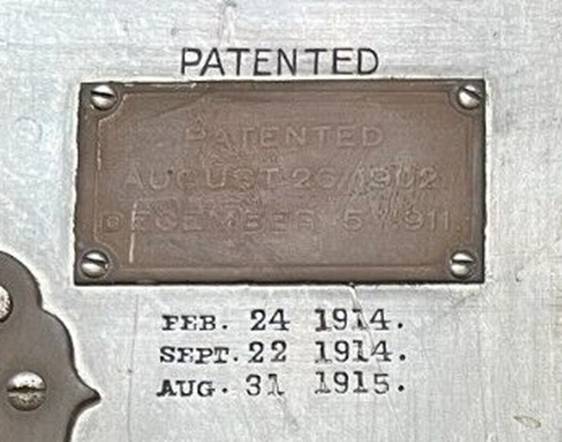 PATENTED
PATENTED
AUGUST 26 1902.
DECEMBER 5 1911.
FEB. 24 1914.
SEPT. 22 1914.
AUG. 31 1915.